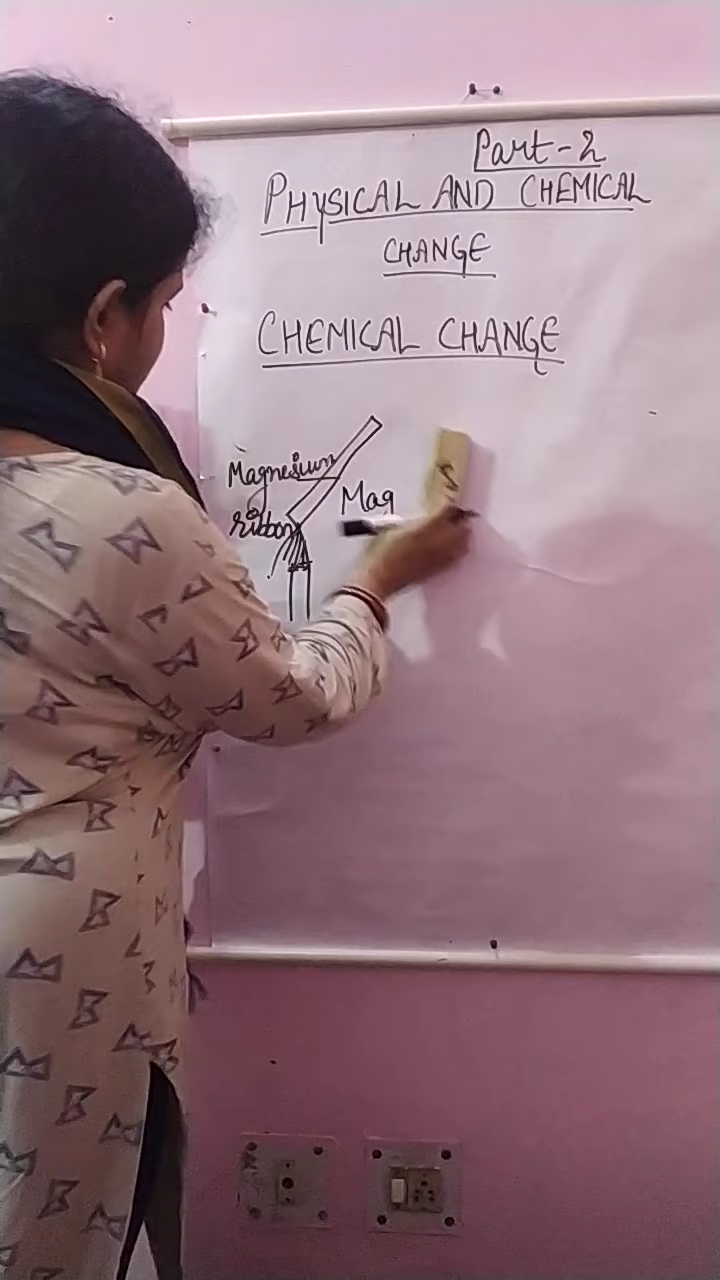 Part-2
PHYSICAL AND CHEMICAL
CHANGE
CHEMICAL CHANGE
Magnesium
ribbon
Mag